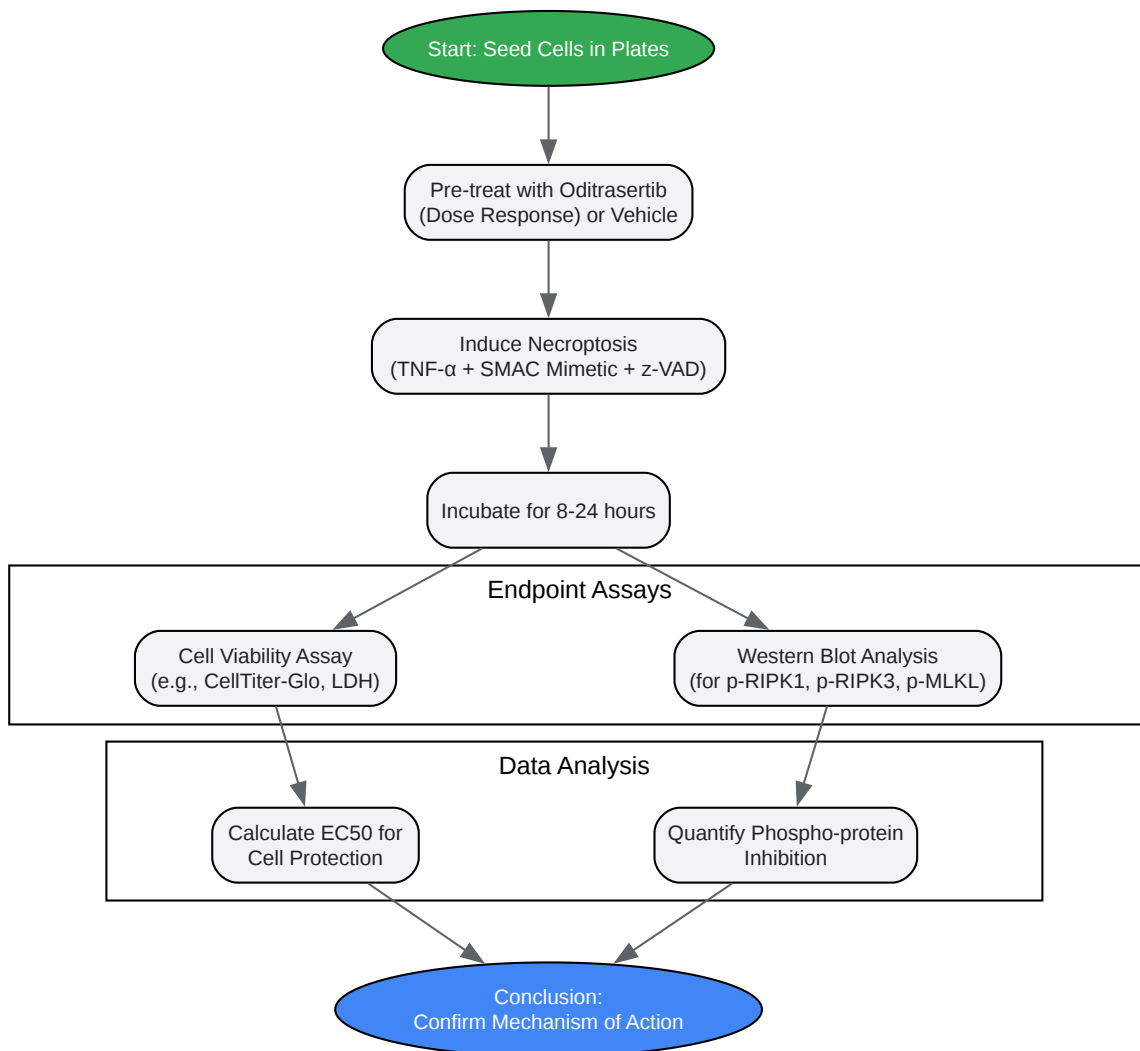 Start: Seed Cells in Plates
Pre-treat with Oditrasertib
(Dose Response) or Vehicle
Induce Necroptosis
(TNF-α + SMAC Mimetic + z-VAD)
Incubate for 8-24 hours
Endpoint Assays
Cell Viability Assay
(e.g., CellTiter-Glo, LDH)
Western Blot Analysis
(for p-RIPK1, p-RIPK3, p-MLKL)
Data Analysis
Calculate EC50 for
Cell Protection
Quantify Phospho-protein
Inhibition
Conclusion:
Confirm Mechanism of Action